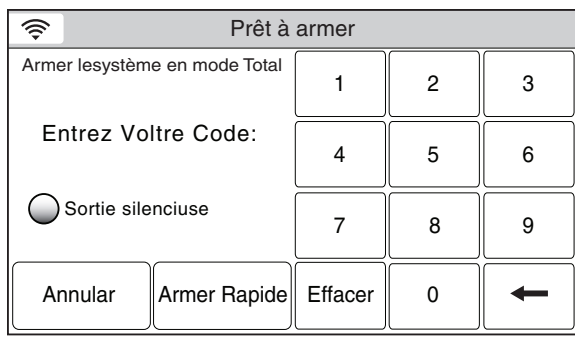 Prêt à armer
Armer lesystème en mode Total
1 2 3
Entrez Voltre Code:
4 5 6
Sortie silenciuse
7 8 9
Annular Armer Rapide Effacer 0